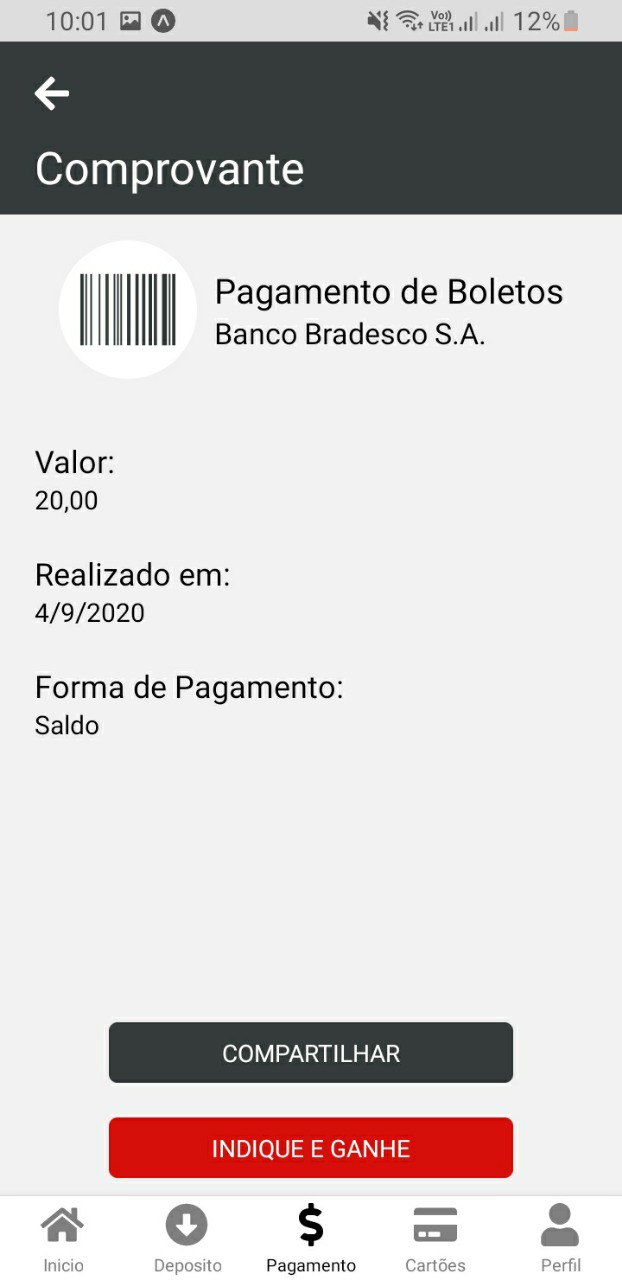 10:01
Vo)) LTE1 12%
Comprovante
Pagamento de Boletos
Banco Bradesco S.A.
Valor:
20,00
Realizado em:
4/9/2020
Forma de Pagamento:
Saldo
COMPARTILHAR
INDIQUE E GANHE
Inicio Deposito Pagamento Cartões Perfil